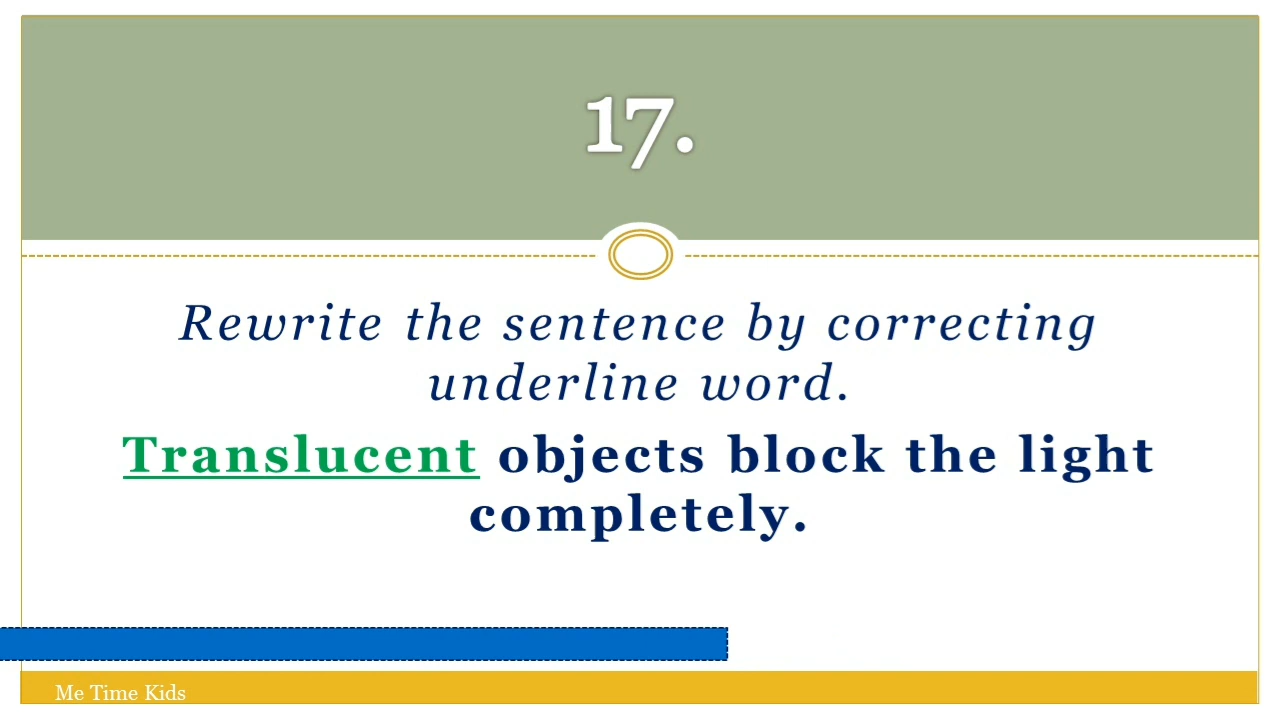 17.
Rewrite the sentence by correcting
underline word.
Translucent objects block the light
completely.
Me Time Kids